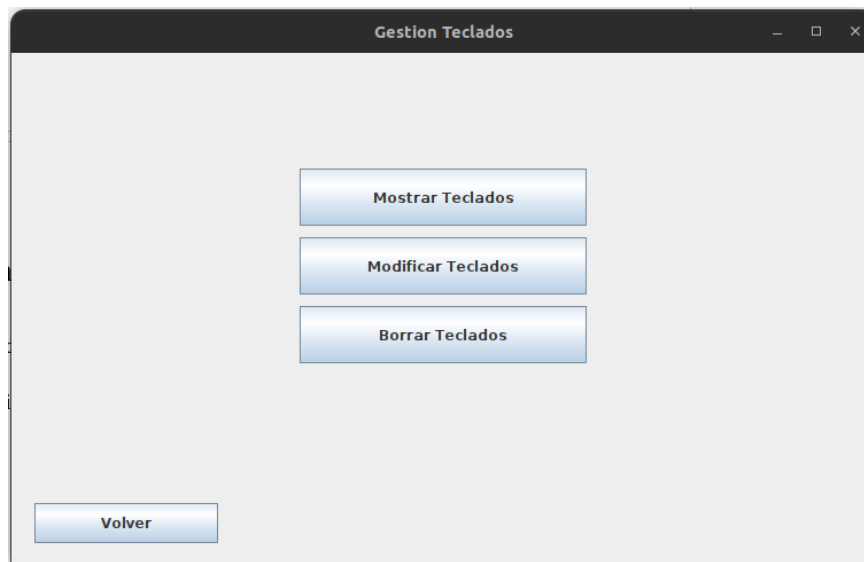 Gestion Teclados
Mostrar Teclados
Modificar Teclados
Borrar Teclados
Volver